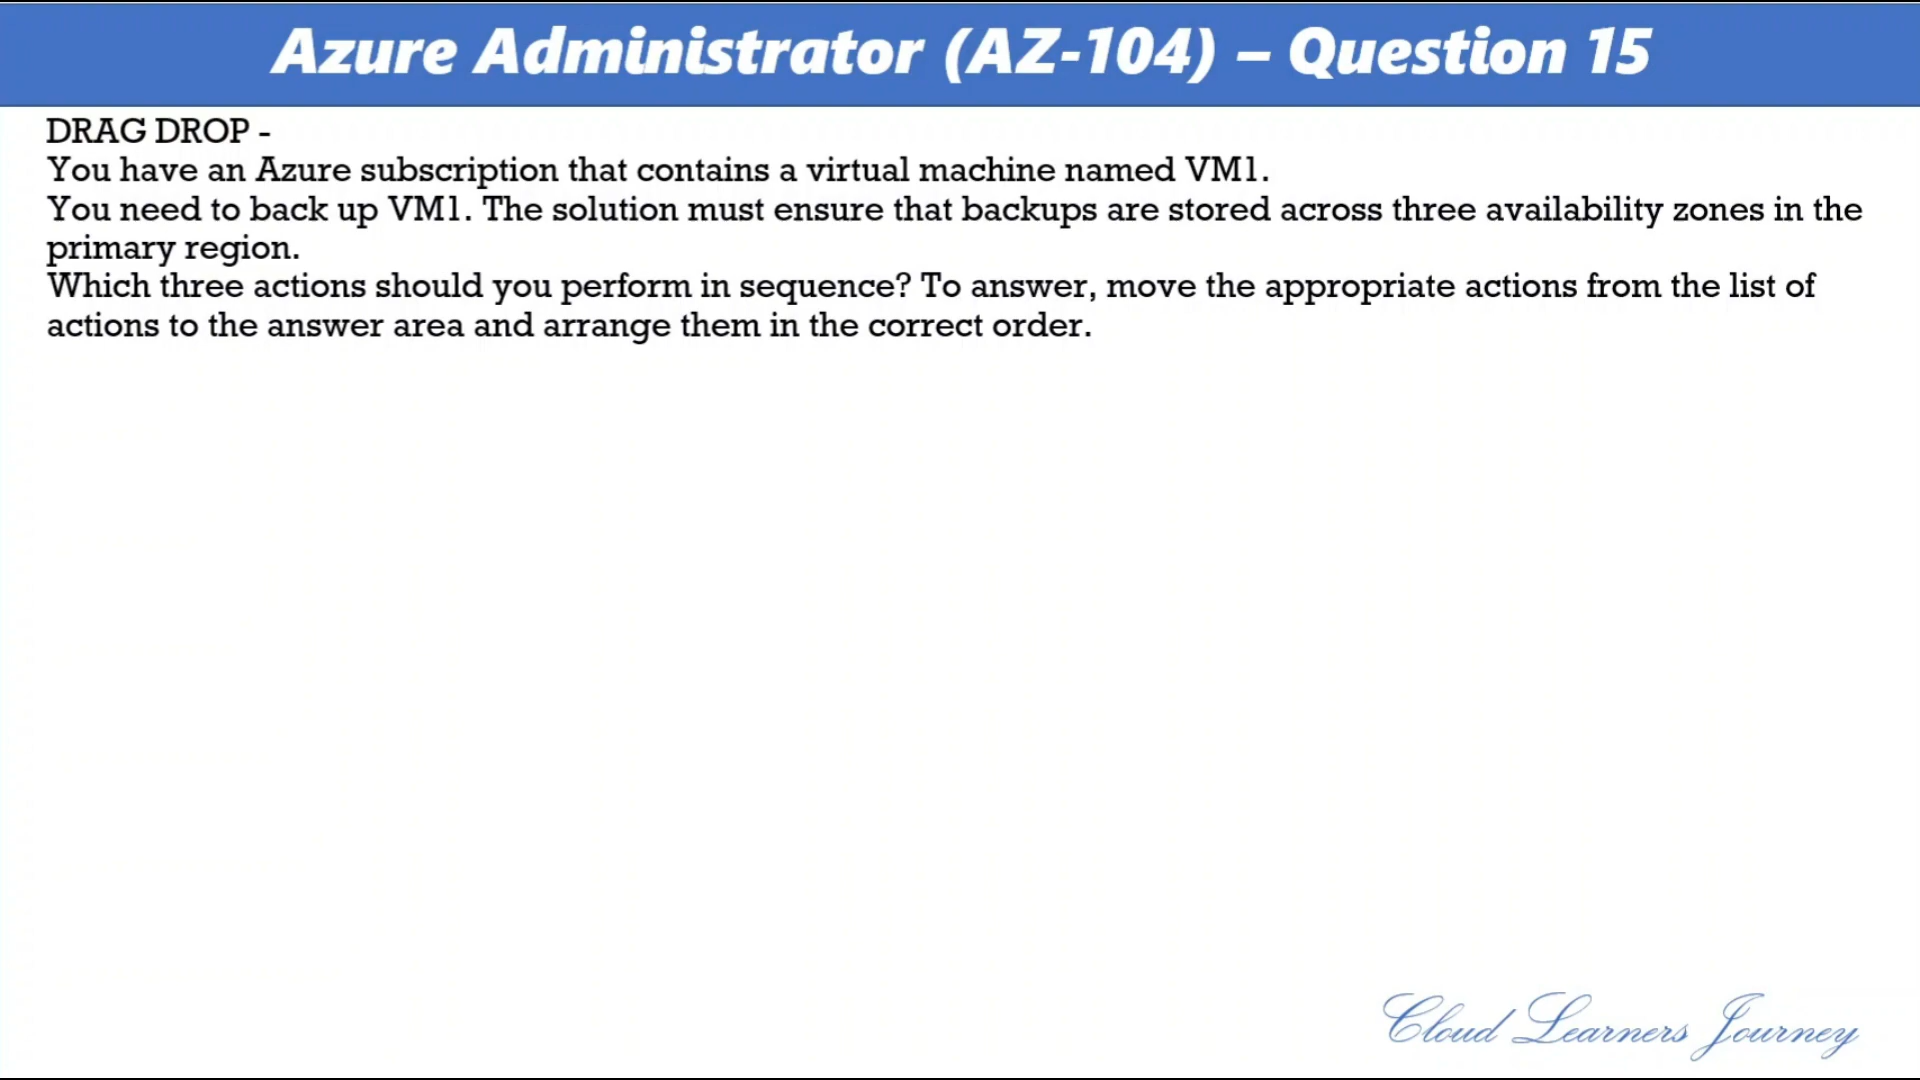 Azure Administrator (AZ-104) – Question 15
DRAG DROP -
You have an Azure subscription that contains a virtual machine named VM1.
You need to back up VM1. The solution must ensure that backups are stored across three availability zones in the
primary region.
Which three actions should you perform in sequence? To answer, move the appropriate actions from the list of
actions to the answer area and arrange them in the correct order.
Cloud Learners Journey